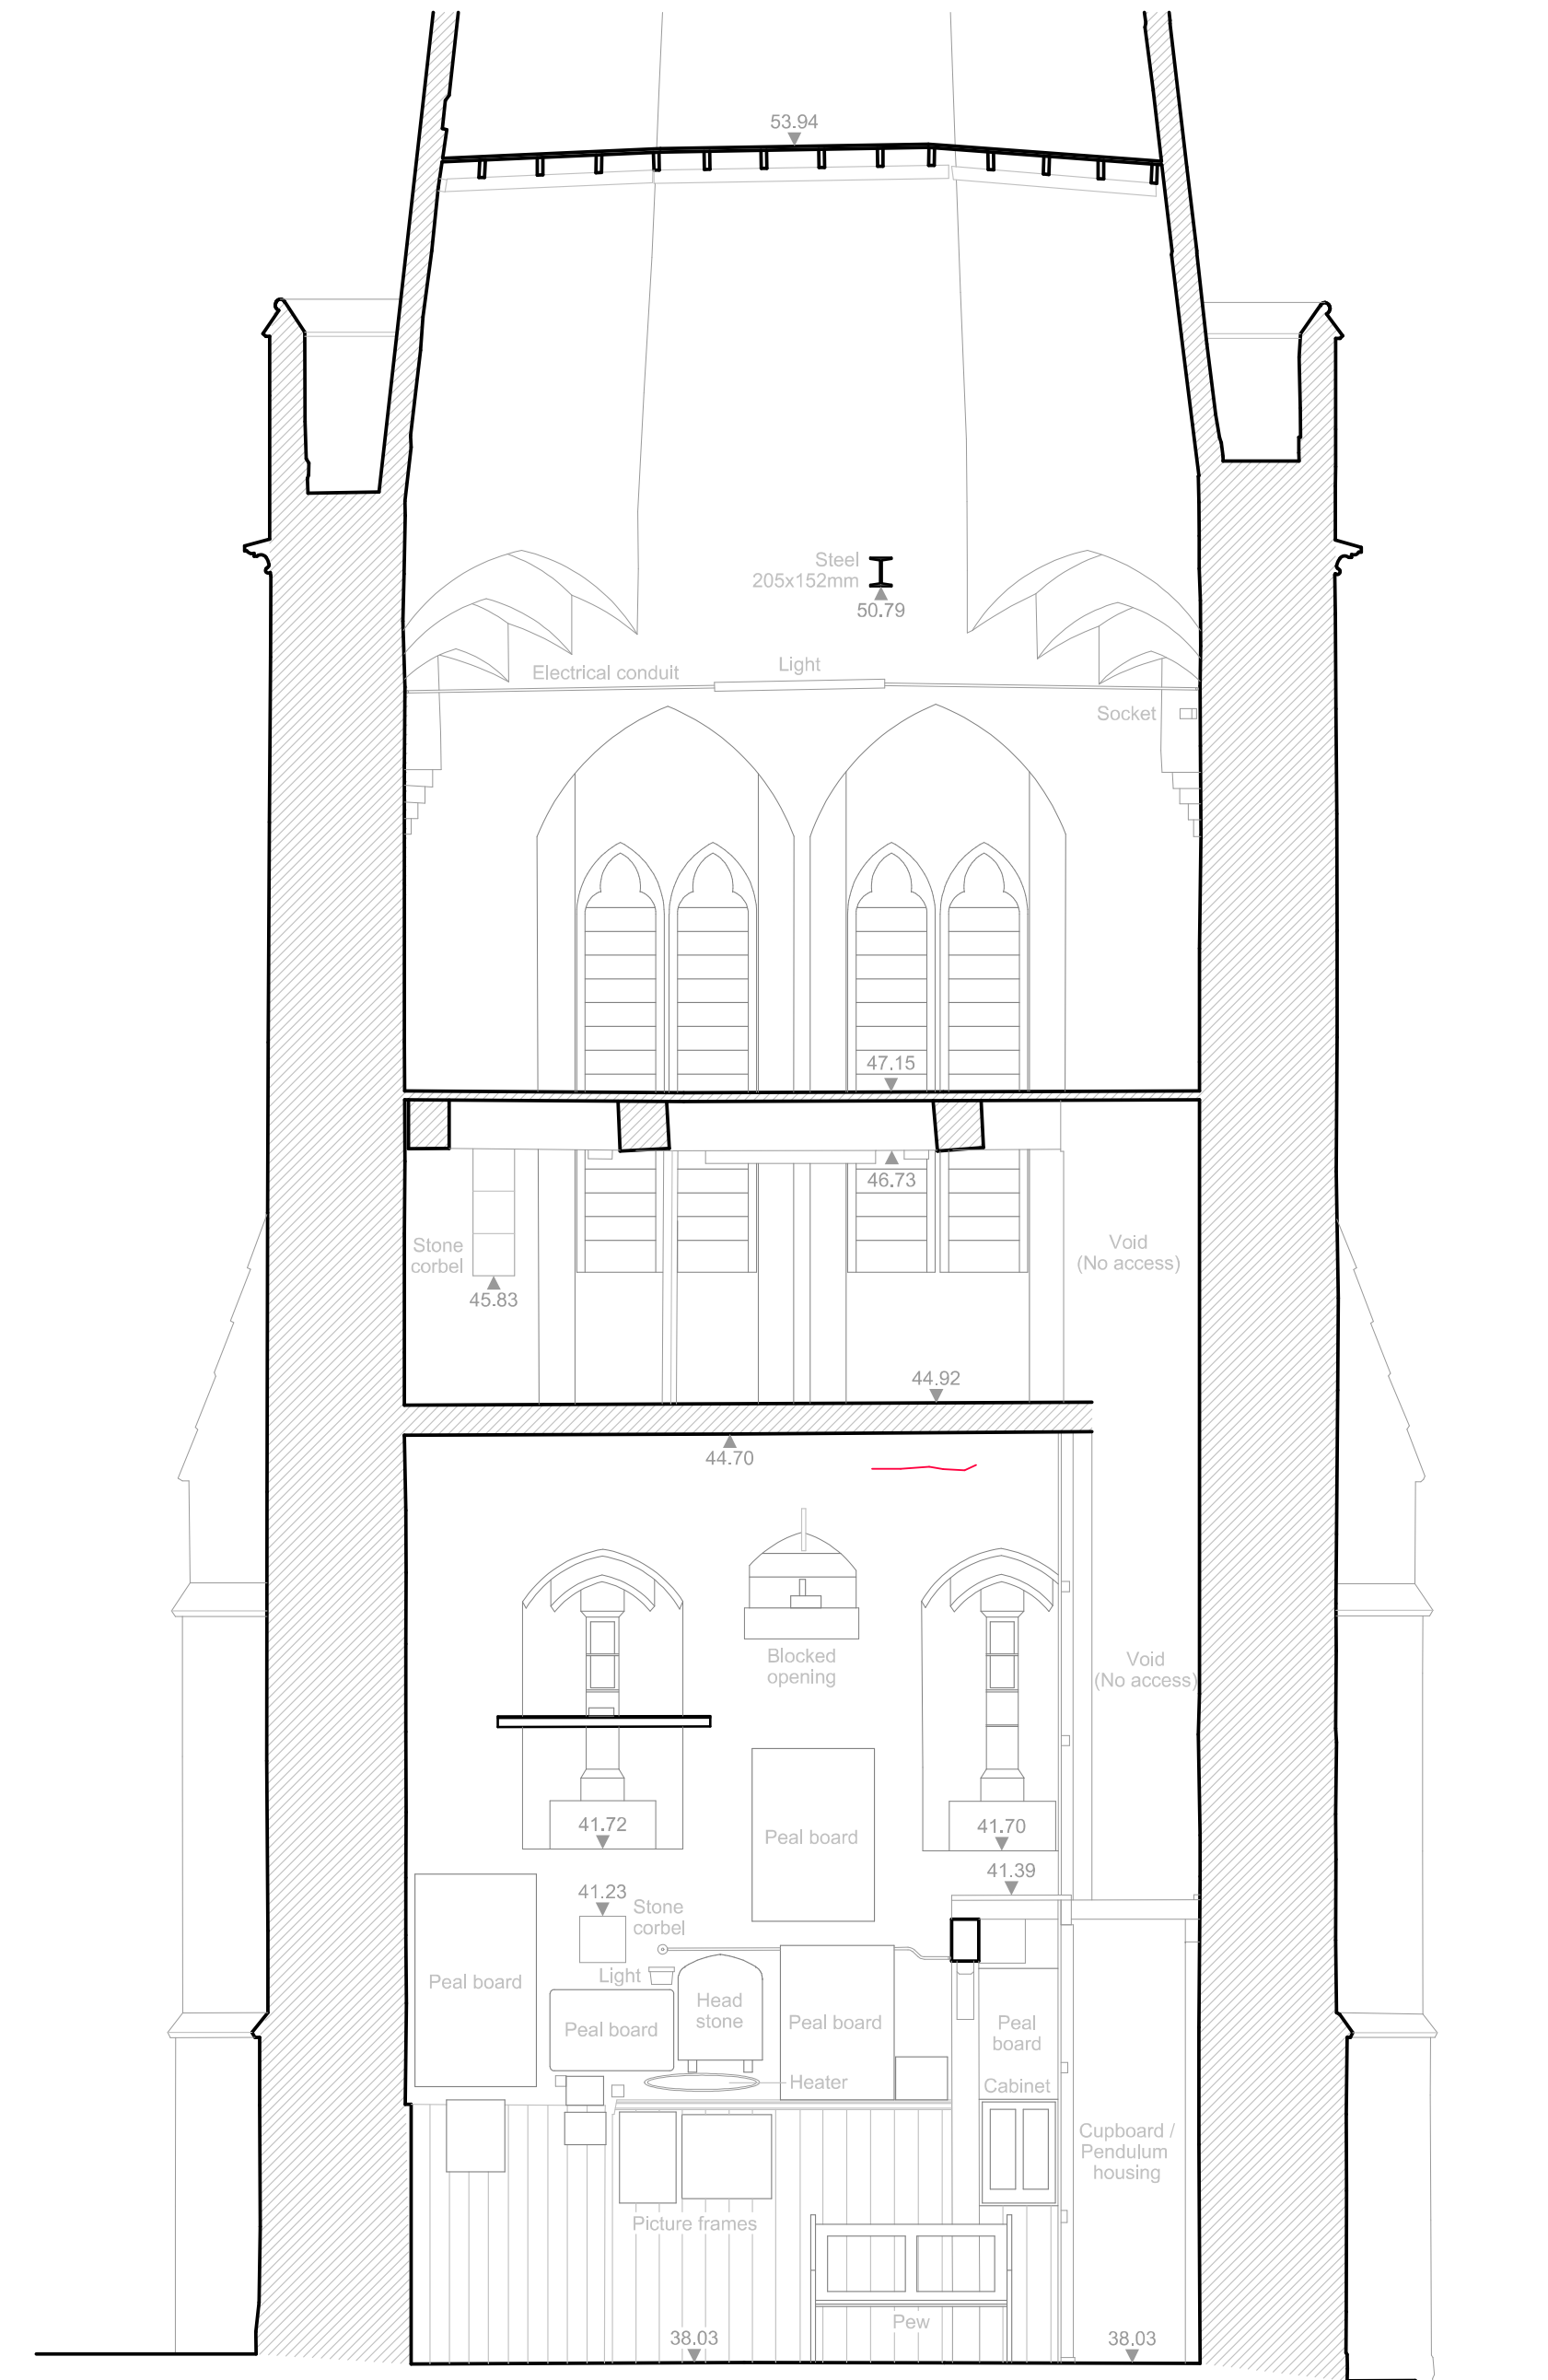 53.94
Steel
205x152mm
50.79
Light
Electrical conduit
Socket
47.15
46.73
Stone
corbel
Void
(No access)
45.83
44.92
44.70
Blocked
opening
Void
(No access)
41.72
41.70
Peal board
41.39
41.23
Stone
corbel
Light
Peal board
Head
stone
Peal board
Peal board
Peal
board
Heater
Cabinet
Cupboard /
Pendulum
housing
Picture frames
Pew
38.03
38.03